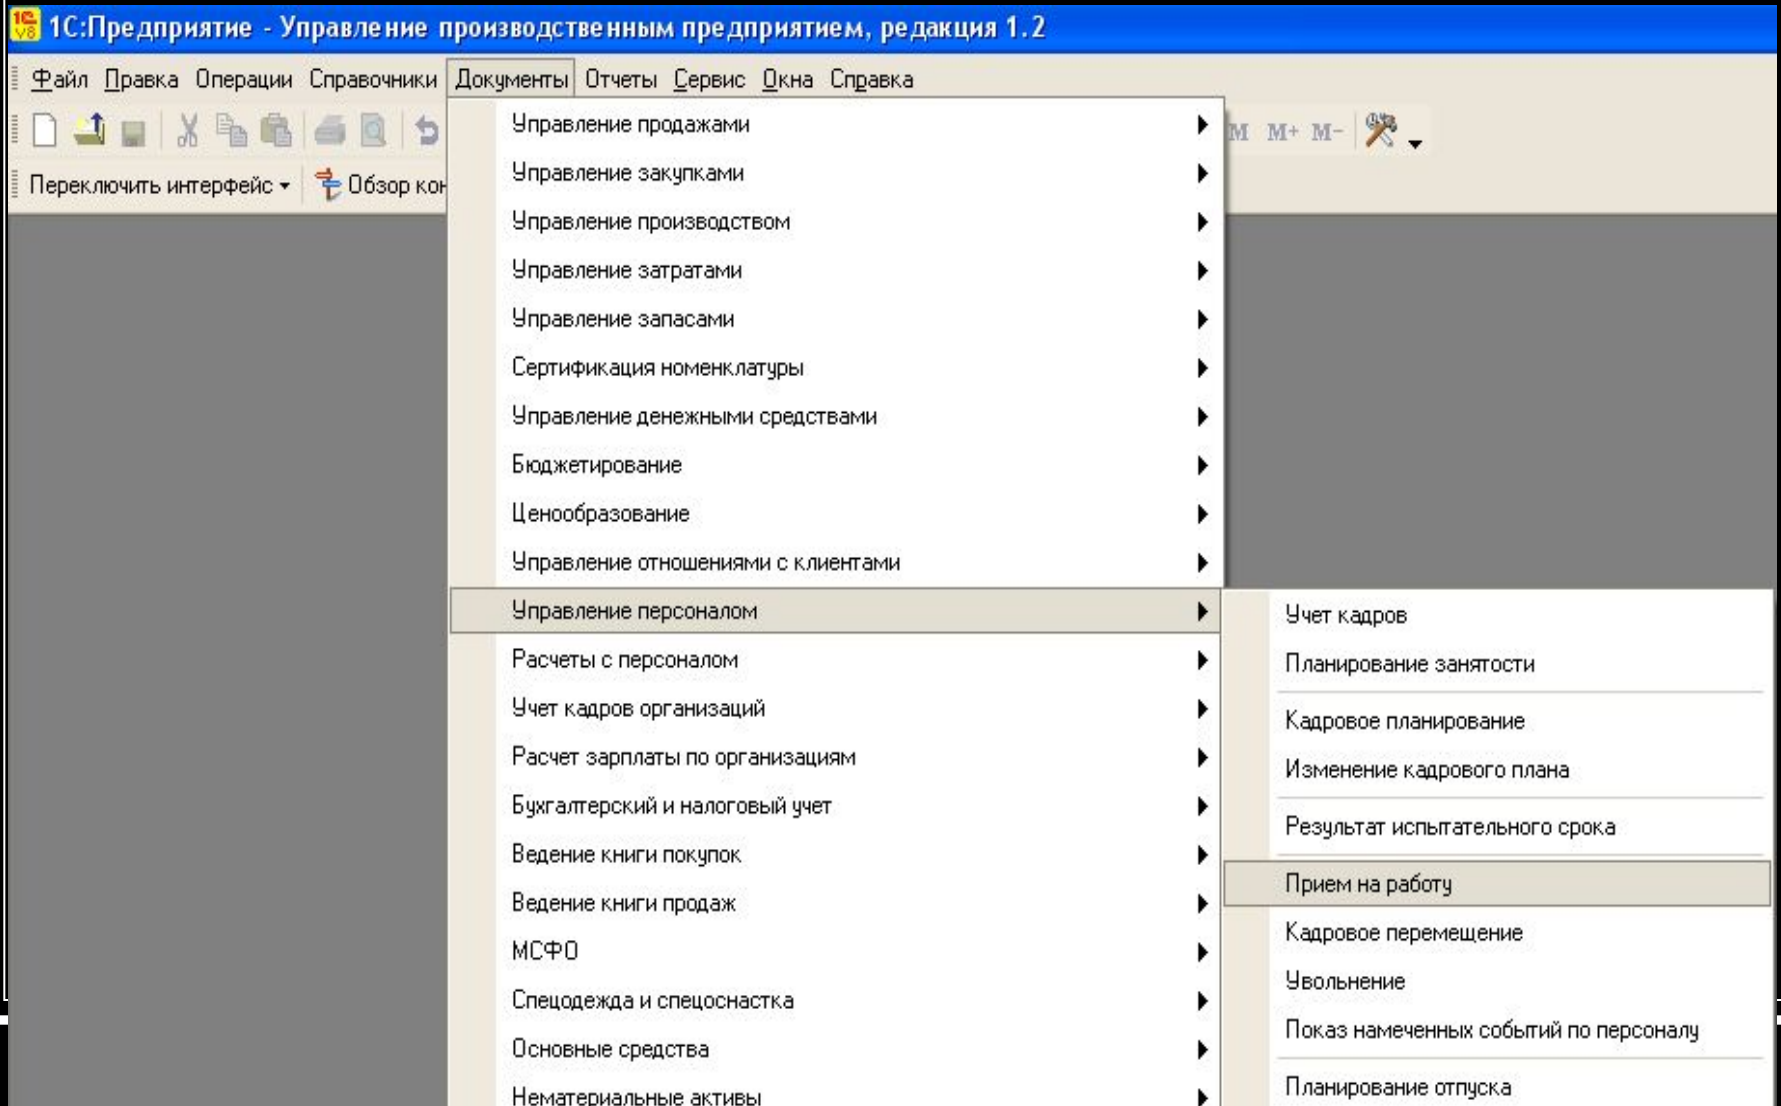 1С:Предприятие - Управление производственным предприятием, редакция 1.2
Файл Правка Операции Справочники Документы Отчеты Сервис Окна Справка
M M+ M-
Переключить интерфейс Обзор кон
Управление продажами
Управление закупками
Управление производством
Управление затратами
Управление запасами
Сертификация номенклатуры
Управление денежными средствами
Бюджетирование
Ценообразование
Управление отношениями с клиентами
Управление персоналом
Расчеты с персоналом
Учет кадров организаций
Расчет зарплаты по организациям
Бухгалтерский и налоговый учет
Ведение книги покупок
Ведение книги продаж
МСФО
Спецодежда и спецоснастка
Основные средства
Нематериальные активы
Учет кадров
Планирование занятости
Кадровое планирование
Изменение кадрового плана
Результат испытательного срока
Прием на работу
Кадровое перемещение
Увольнение
Показ намеченных событий по персоналу
Планирование отпуска